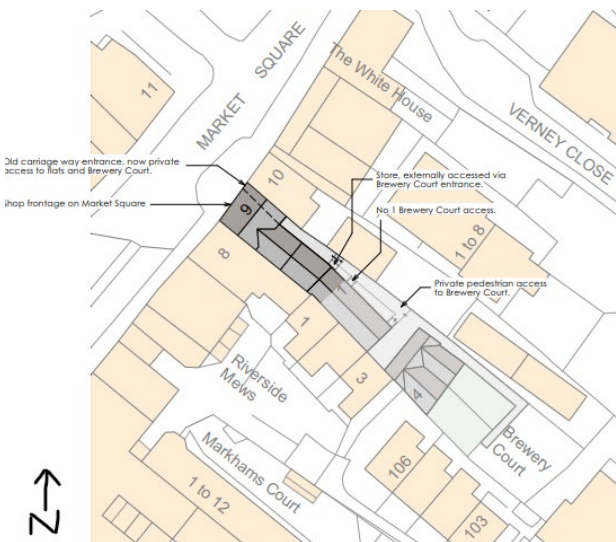 11
MARKET
SQUARE
The White House
VERNEY CLOSE
Old carriage way entrance, now private
access to flats and Brewery Court.
Shop frontage on Market Square
10
9
8
Store, externally accessed via
Brewery Court entrance.
No 1 Brewery Court access.
1 to 8
Private pedestrian access
to Brewery Court.
1
1
3
4
Riverside
Mews
Brewery
Court
Markhams Court
106
103
1 to 12
N